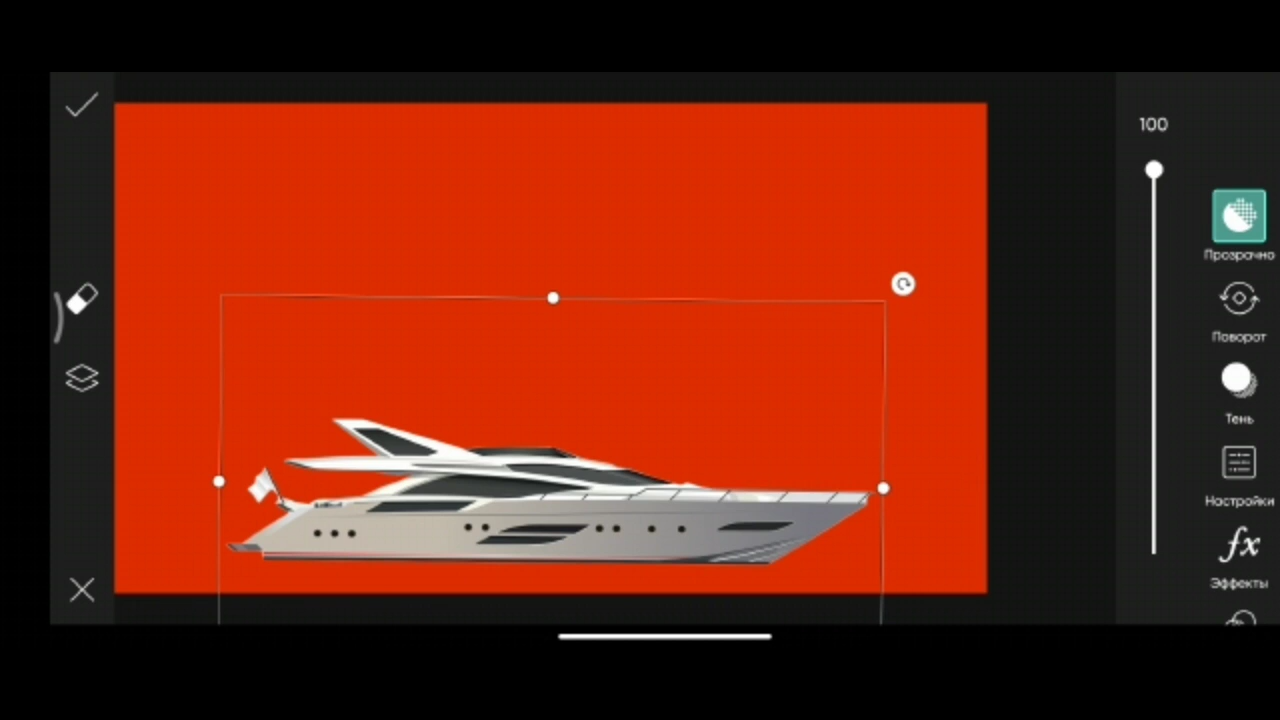 100
Прозрачно
Поворот
Тень
Настройки
fx
Эффекты